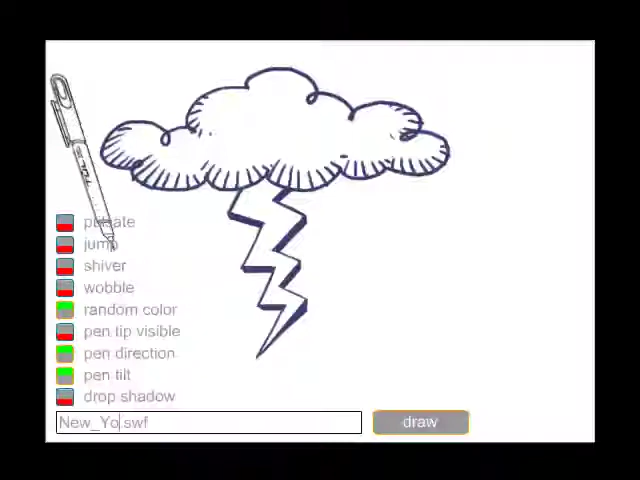 pulsate
jump
shiver
wobble
random color
pen tip visible
pen direction
pen tilt
drop shadow
New_Yo.swf
draw